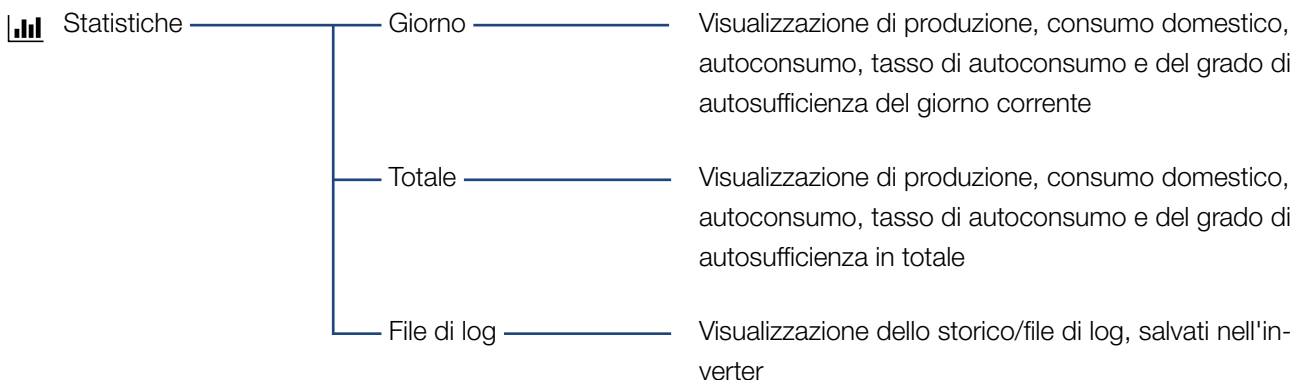 Statistiche Giorno Visualizzazione di produzione, consumo domestico,
autoconsumo, tasso di autoconsumo e del grado di
autosufficienza del giorno corrente
Totale Visualizzazione di produzione, consumo domestico,
autoconsumo, tasso di autoconsumo e del grado di
autosufficienza in totale
File di log Visualizzazione dello storico/file di log, salvati nell'in-
verter